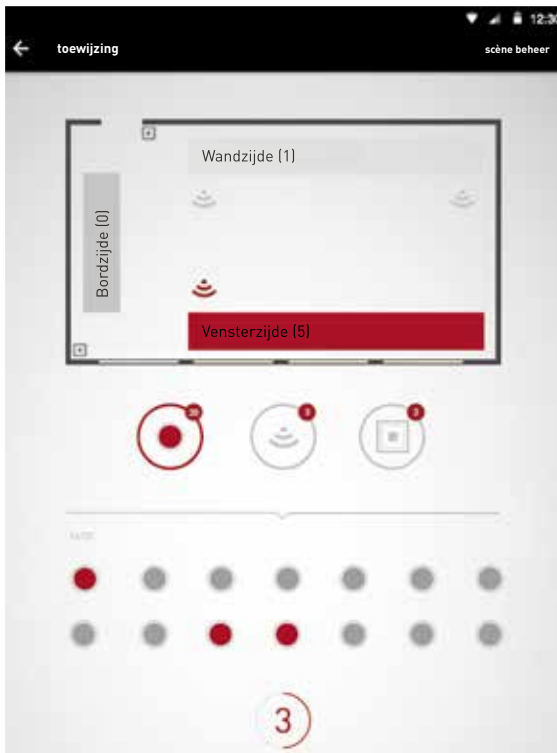 12:30
toewijzing
scène beheer
Wandzijde (1)
Bordzijde (0)
Vensterzijde (5)
3